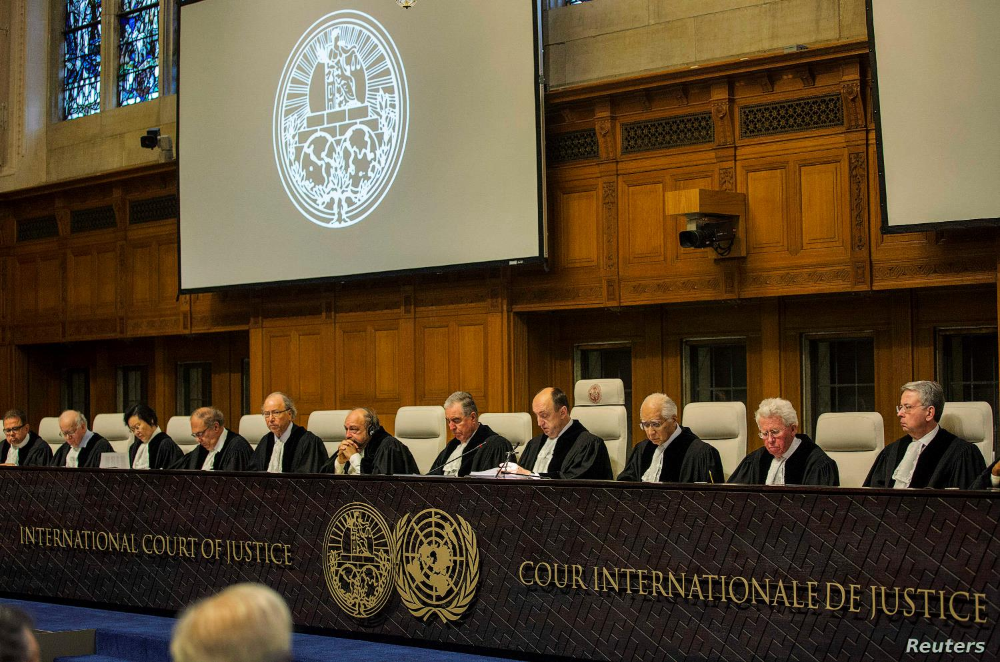 INTERNATIONAL COURT OF JUSTICE
COUR INTERNATIONALE DE JUSTICE
Reuters